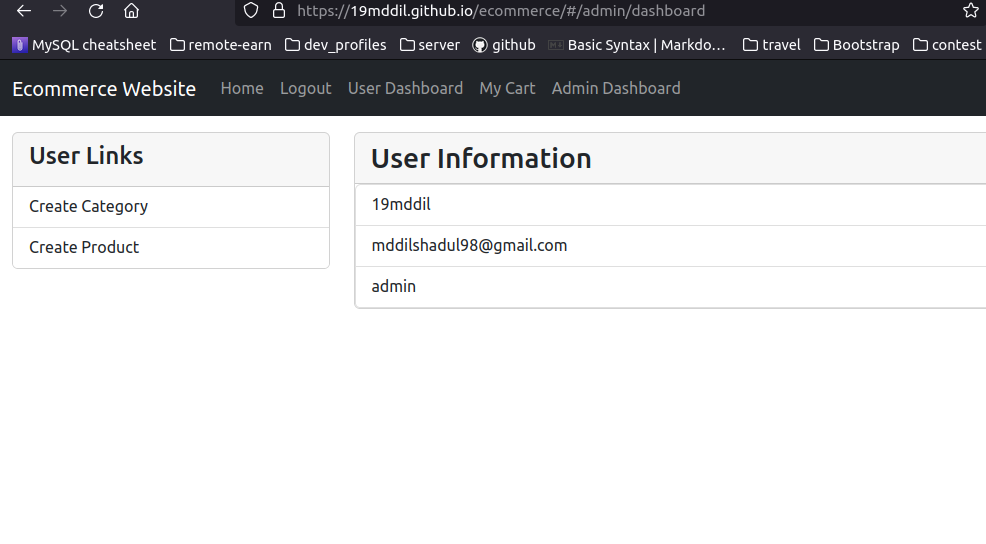 https://19mddil.github.io/ecommerce/#/admin/dashboard
MySQL cheatsheet remote-earn dev_profiles server github Basic Syntax | Markdo… travel Bootstrap contest
Ecommerce Website Home Logout User Dashboard My Cart Admin Dashboard
User Links
Create Category
Create Product
User Information
19mddil
mddilshadul98@gmail.com
admin